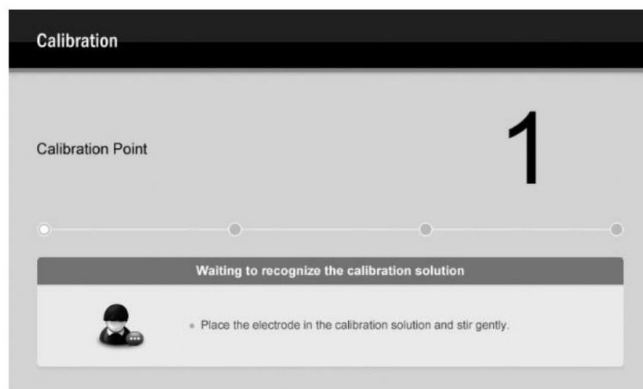 Calibration
Calibration Point
1
Waiting to recognize the calibration solution
Place the electrode in the calibration solution and stir gently.